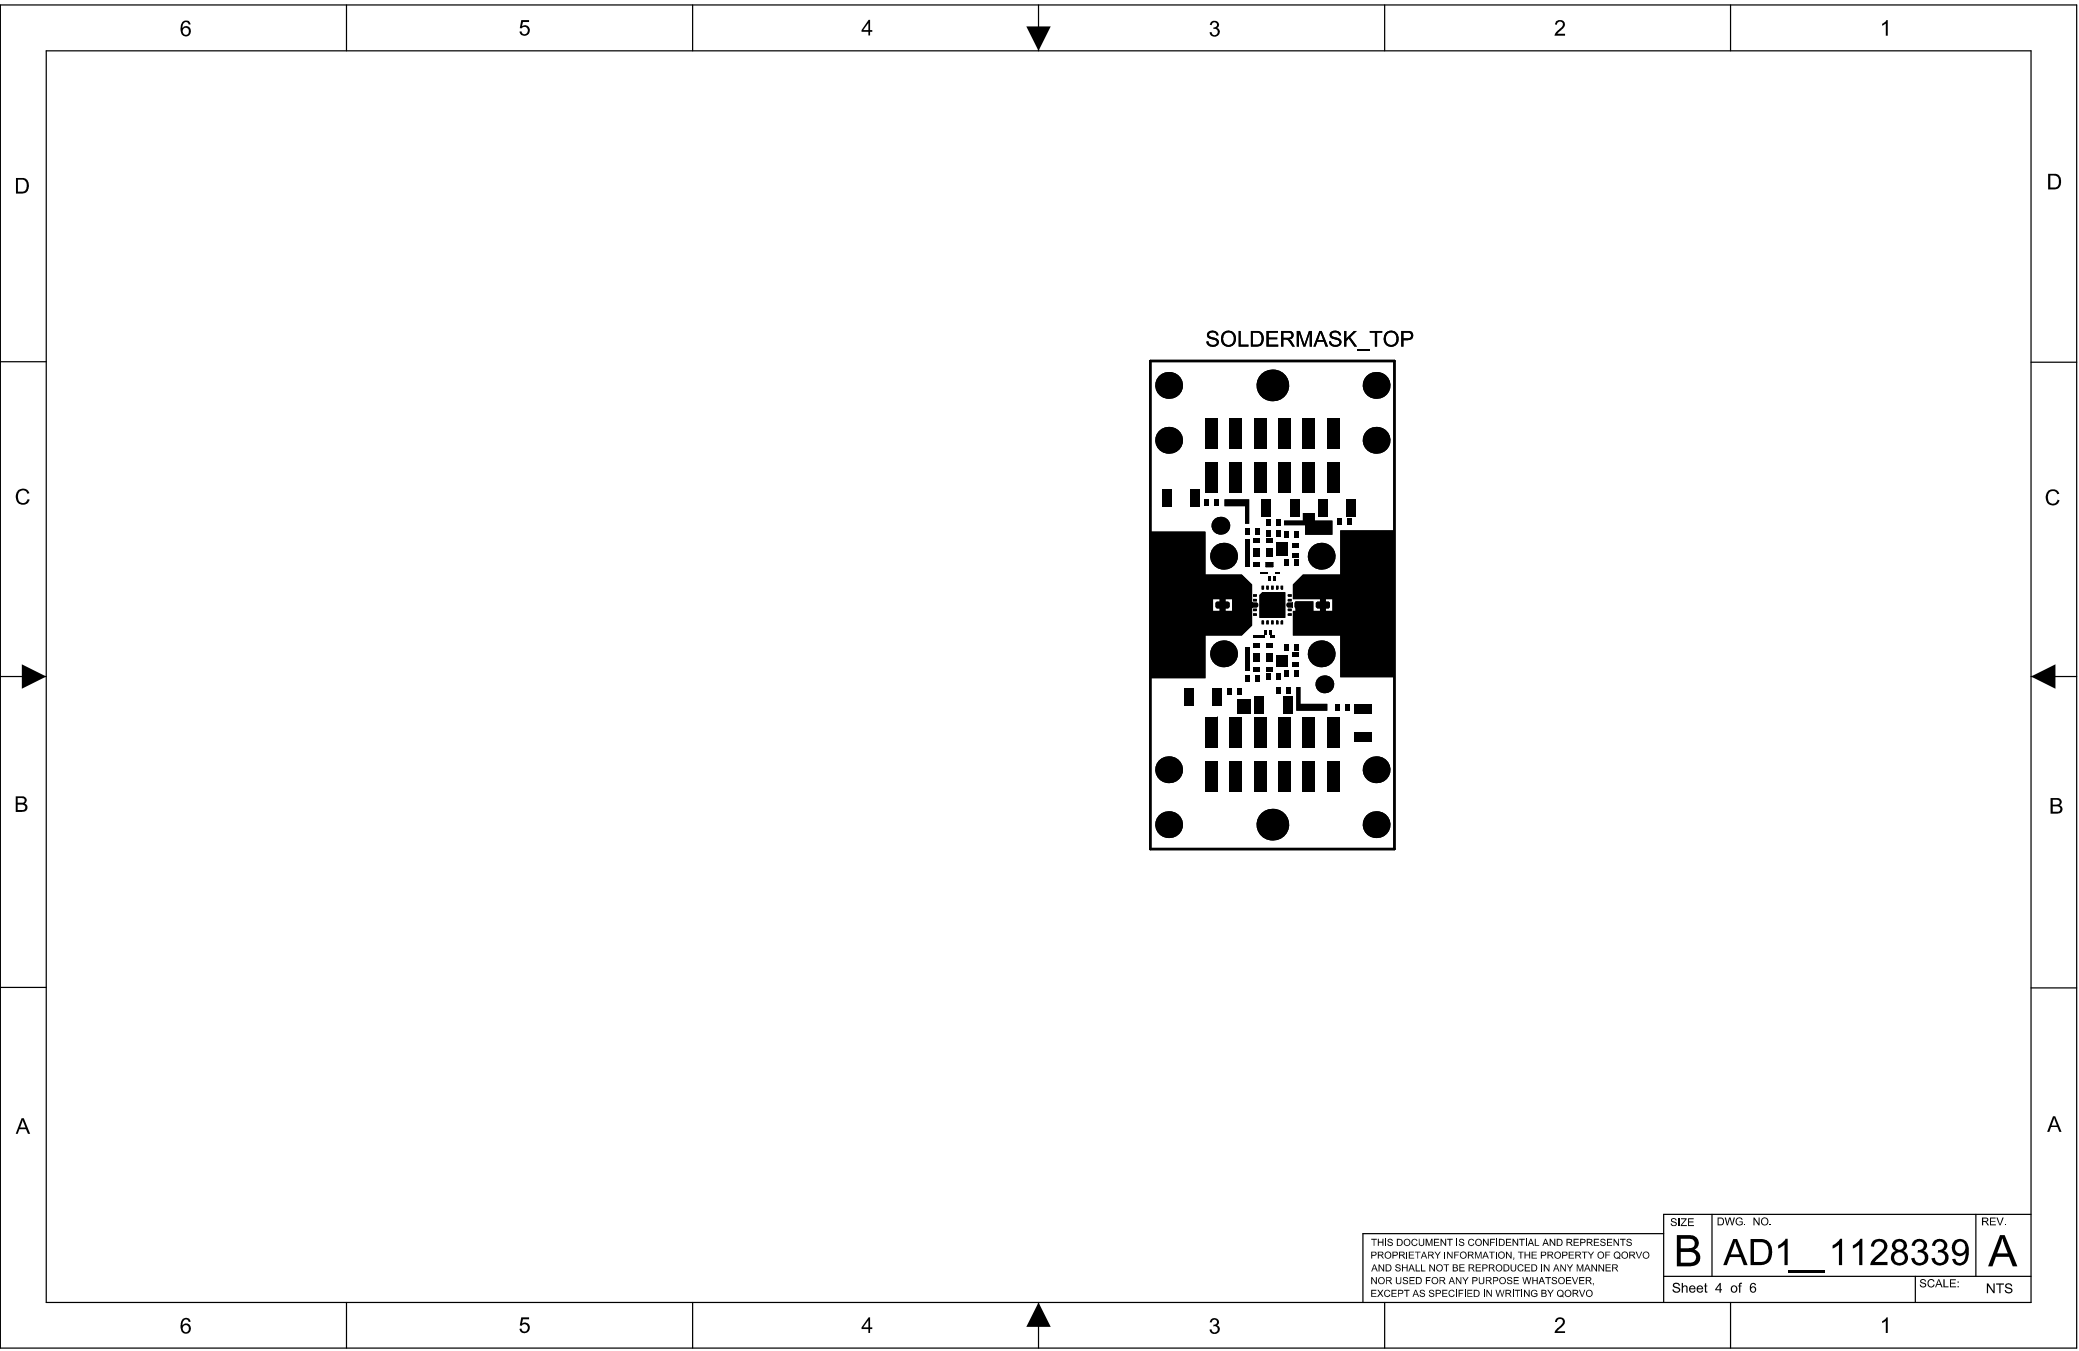 6 5 4 3 2 1
D D
SOLDERMASK_TOP
C C
B B
A A
THIS DOCUMENT IS CONFIDENTIAL AND REPRESENTS
PROPRIETARY INFORMATION, THE PROPERTY OF QORVO
AND SHALL NOT BE REPRODUCED IN ANY MANNER
NOR USED FOR ANY PURPOSE WHATSOEVER,
EXCEPT AS SPECIFIED IN WRITING BY QORVO
SIZE DWG. NO. REV.
B AD1__1128339 A
Sheet 4 of 6 SCALE: NTS
6 5 4 3 2 1